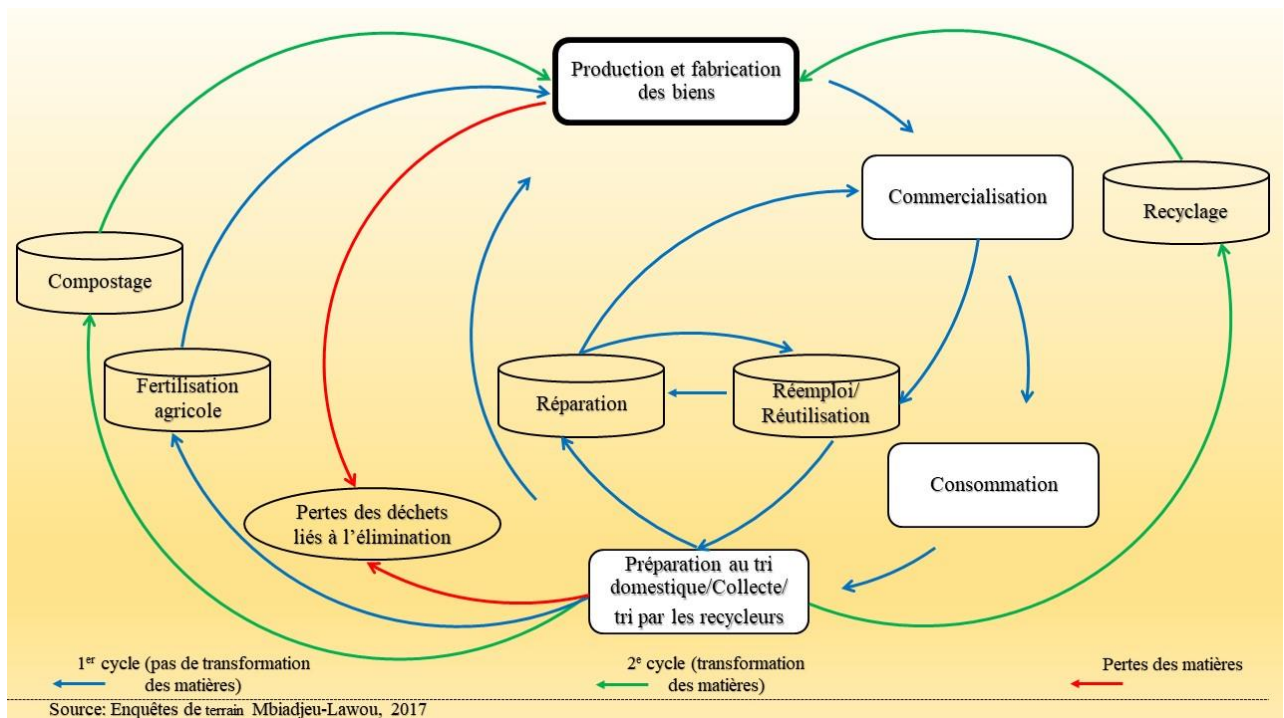 Production et fabrication
des biens
Commercialisation
Recyclage
Compostage
Fertilisation
agricole
Réparation
Réemploi/
Réutilisation
Consommation
Pertes des déchets
liés à l’élimination
Préparation au tri
domestique/Collecte/
tri par les recycleurs
1er cycle (pas de transformation
des matières)
2e cycle (transformation
des matières)
Pertes des matières
Source: Enquêtes de terrain Mbiadjeu-Lawou, 2017